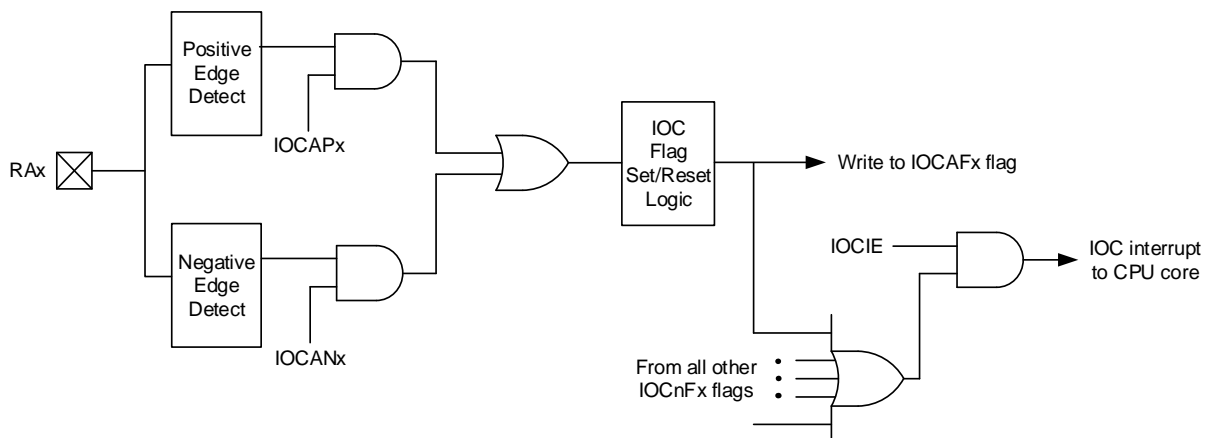 Positive
Edge
Detect
IOCAPx
RAx
Negative
Edge
Detect
IOCANx
IOC
Flag
Set/Reset
Logic
Write to IOCAFx flag
IOCIE
IOC interrupt
to CPU core
From all other
IOCnFx flags